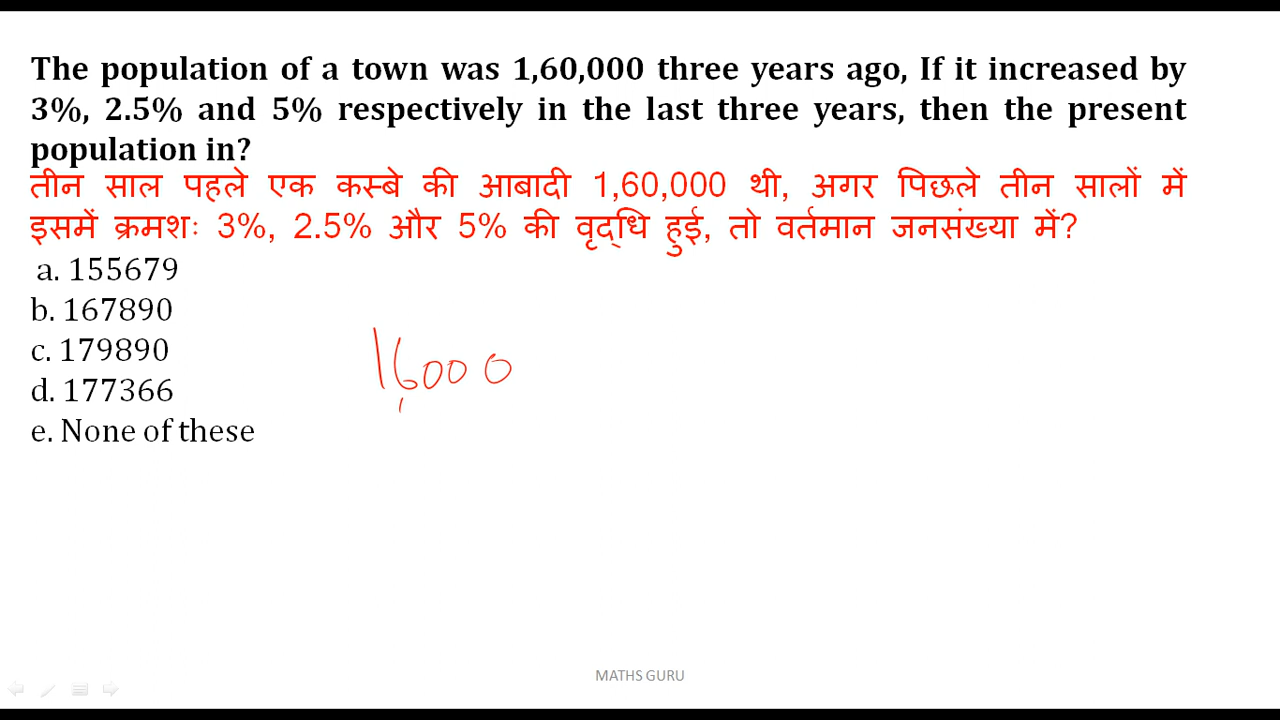 The population of a town was 1,60,000 three years ago, If it increased by
3%, 2.5% and 5% respectively in the last three years, then the present
population in?
तीन साल पहले एक कस्बे की आबादी 1,60,000 थी, अगर पिछले तीन सालों में
इसमें क्रमशः 3%, 2.5% और 5% की वृद्धि हुई, तो वर्तमान जनसंख्या में?
a. 155679
b. 167890
c. 179890
d. 177366
e. None of these
16000 0
MATHS GURU